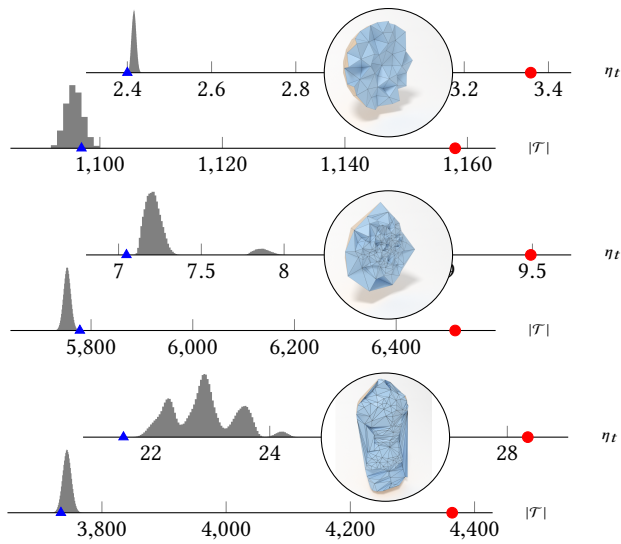 2.4 2.6 2.8 3.2 3.4 ηt
1,100 1,120 1,140 1,160 |𝒯|
7 7.5 8 9 9.5 ηt
5,800 6,000 6,200 6,400 |𝒯|
22 24 28 ηt
3,800 4,000 4,200 4,400 |𝒯|